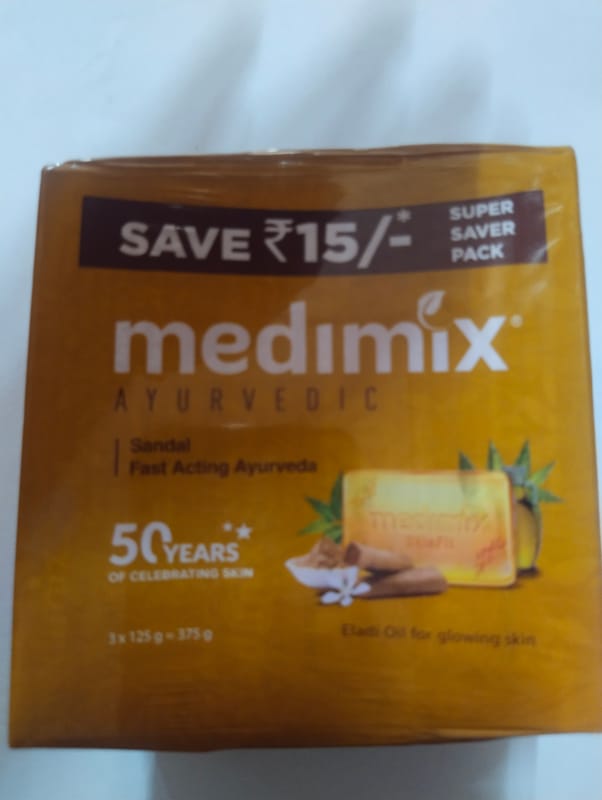 SAVE ₹15/-*
SUPER
SAVER
PACK
medimix®
AYURVEDIC
Sandal
Fast Acting Ayurveda
50 YEARS
OF CELEBRATING SKIN
medimix
3 x 125 g = 375 g
Eladi Oil for glowing skin